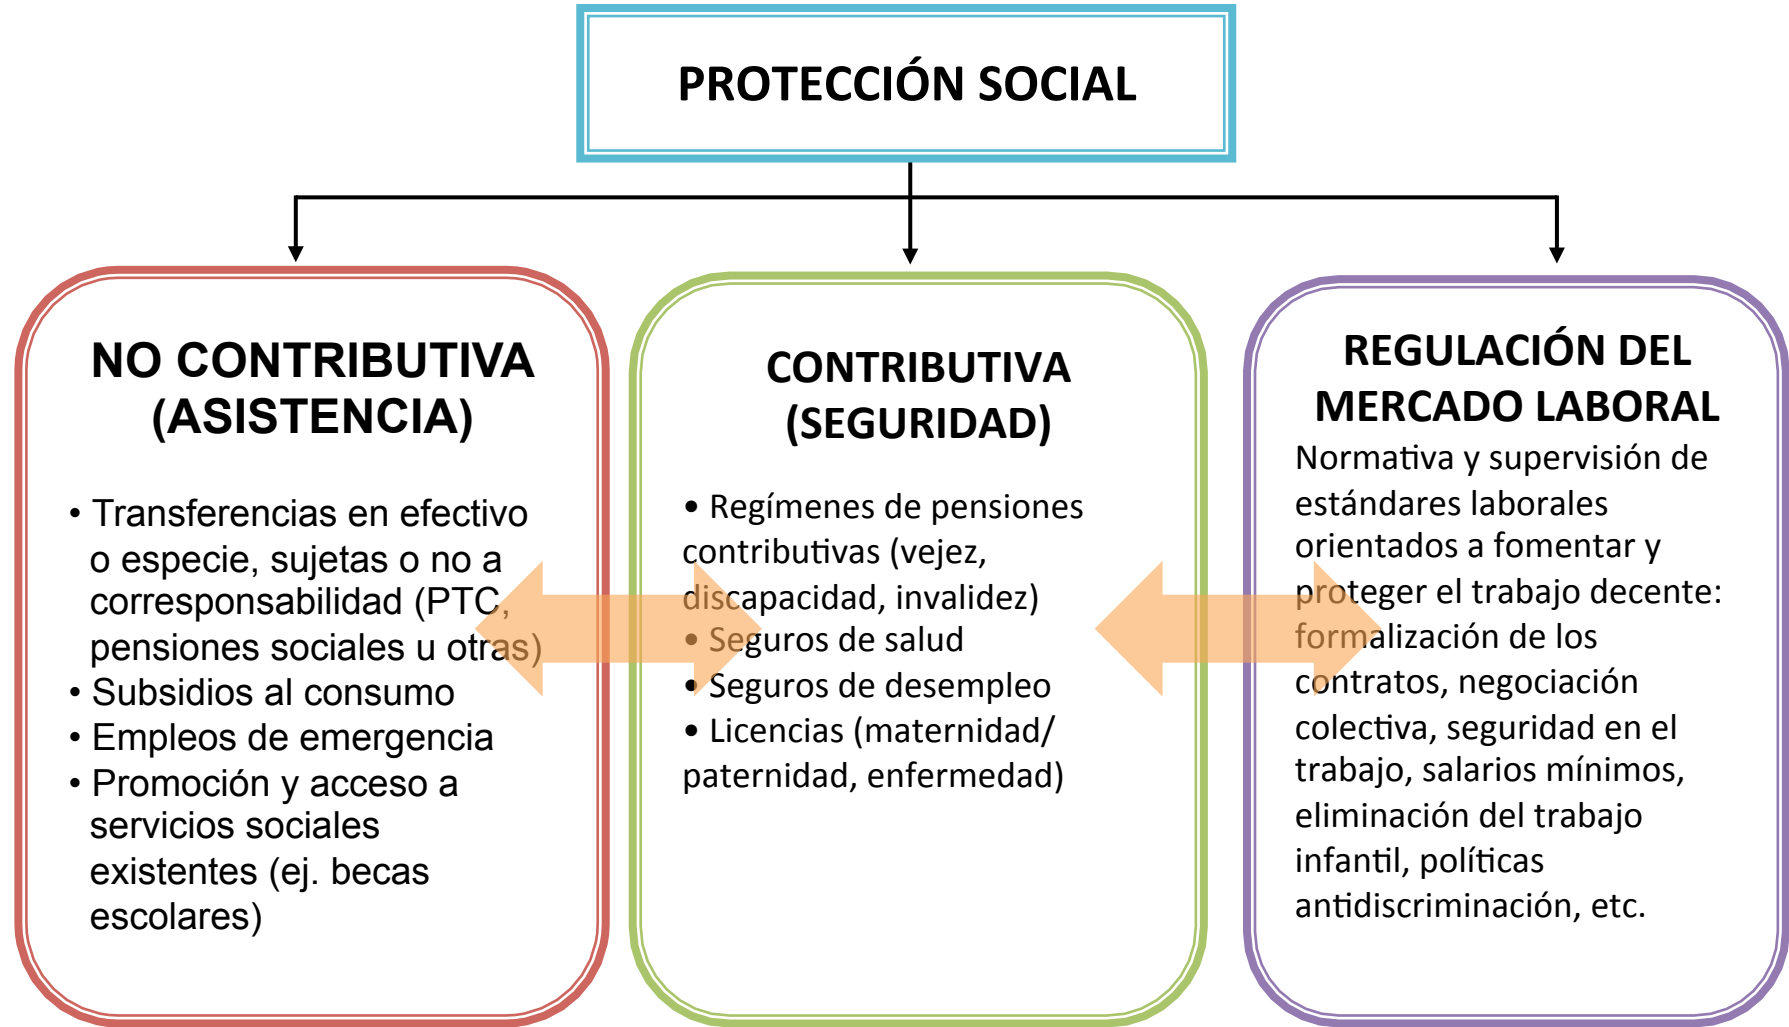 PROTECCIÓN SOCIAL
NO CONTRIBUTIVA
(ASISTENCIA)
• Transferencias en efectivo
o especie, sujetas o no a
corresponsabilidad (PTC,
pensiones sociales u otras)
• Subsidios al consumo
• Empleos de emergencia
• Promoción y acceso a
servicios sociales
existentes (ej. becas
escolares)
CONTRIBUTIVA
(SEGURIDAD)
• Regímenes de pensiones
contributivas (vejez,
discapacidad, invalidez)
• Seguros de salud
• Seguros de desempleo
• Licencias (maternidad/
paternidad, enfermedad)
REGULACIÓN DEL
MERCADO LABORAL
Normativa y supervisión de
estándares laborales
orientados a fomentar y
proteger el trabajo decente:
formalización de los
contratos, negociación
colectiva, seguridad en el
trabajo, salarios mínimos,
eliminación del trabajo
infantil, políticas
antidiscriminación, etc.